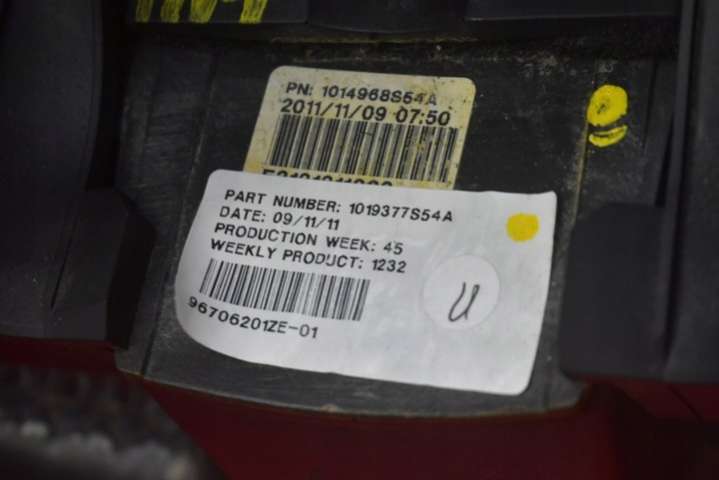 PN: 1014968S54A
2011/11/09 07:50
PART NUMBER: 1019377S54A
DATE: 09/11/11
PRODUCTION WEEK: 45
WEEKLY PRODUCT: 1232
96706201ZE-01